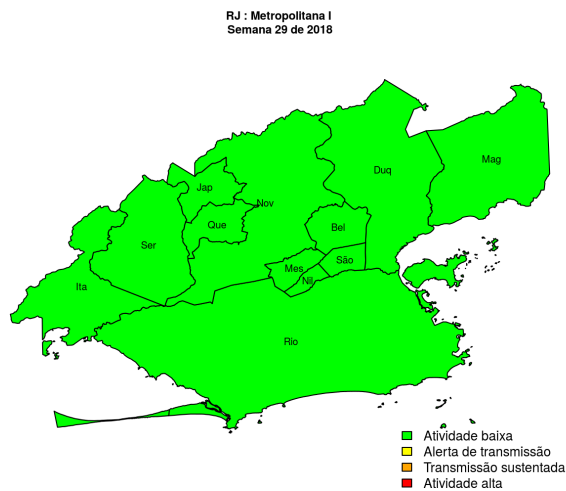 RJ : Metropolitana I
Semana 29 de 2018
Mag
Duq
Jap
Nov
Que
Bel
Ser
São
Mes
Nil
Ita
Rio
Atividade baixa
Alerta de transmissão
Transmissão sustentada
Atividade alta